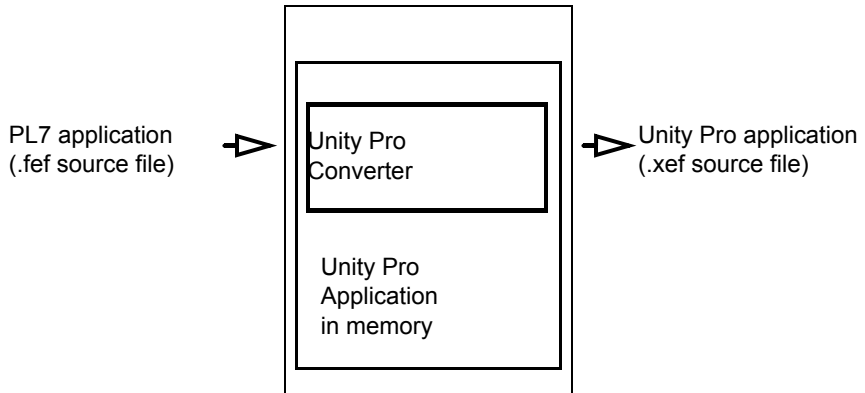 PL7 application
(.fef source file)
Unity Pro
Converter
Unity Pro application
(.xef source file)
Unity Pro
Application
in memory